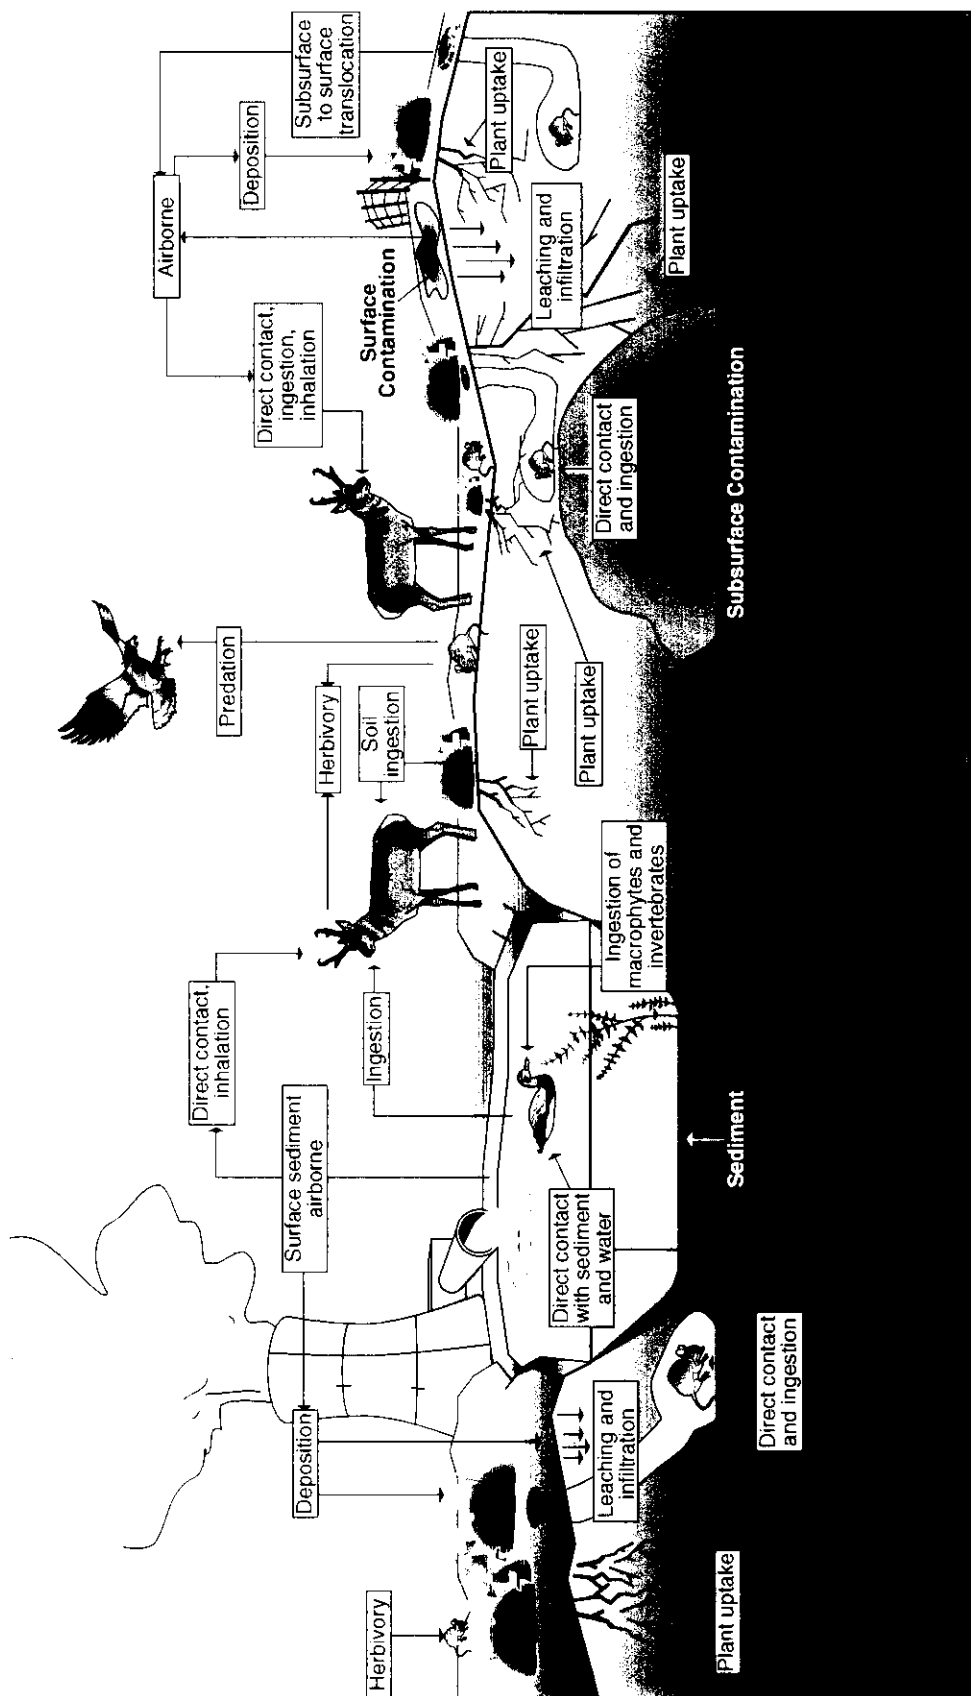 Herbivory
Deposition
Surface sediment
airborne
Direct contact,
inhalation
Ingestion
Herbivory
Soil
ingestion
Predation
Direct contact,
ingestion,
inhalation
Airborne
Deposition
Subsurface
to surface
translocation
Surface
Contamination
Plant uptake
Leaching and
infiltration
Plant uptake
Direct contact
and ingestion
Plant uptake
Plant uptake
Ingestion of
macrophytes and
invertebrates
Direct contact
with sediment
and water
Leaching and
infiltration
Plant uptake
Direct contact
and ingestion
Sediment
Subsurface Contamination